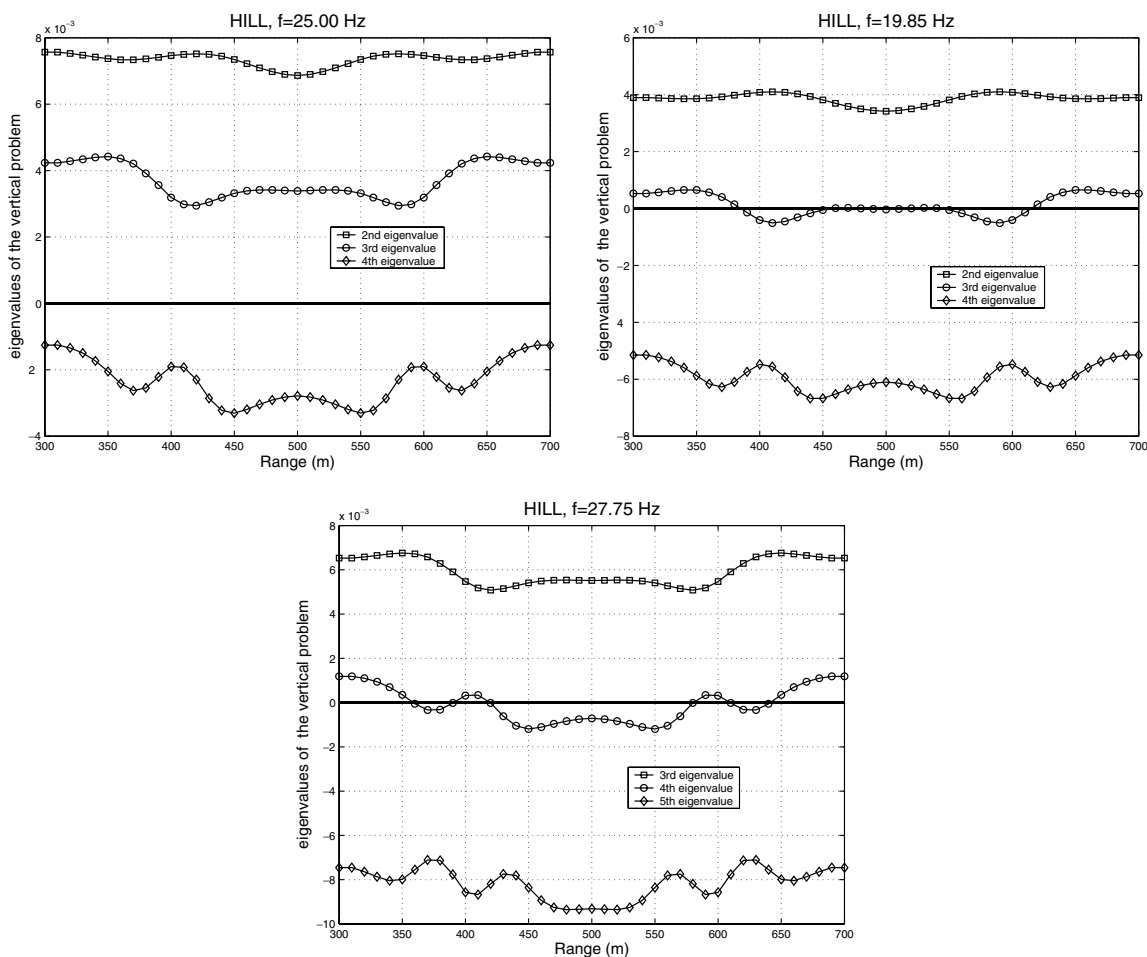 HILL, f=25.00 Hz
x 10⁻³
8
6
4
2
0
2
−4
eigenvalues of the vertical problem
2nd eigenvalue
3rd eigenvalue
4th eigenvalue
300 350 400 450 500 550 600 650 700
Range (m)
HILL, f=19.85 Hz
x 10⁻³
6
4
2
0
−2
−4
−6
−8
eigenvalues of the vertical problem
2nd eigenvalue
3rd eigenvalue
4th eigenvalue
300 350 400 450 500 550 600 650 700
Range (m)
HILL, f=27.75 Hz
x 10⁻³
8
6
4
2
0
−2
−4
−6
−8
−10
eigenvalues of the vertical problem
3rd eigenvalue
4th eigenvalue
5th eigenvalue
300 350 400 450 500 550 600 650 700
Range (m)